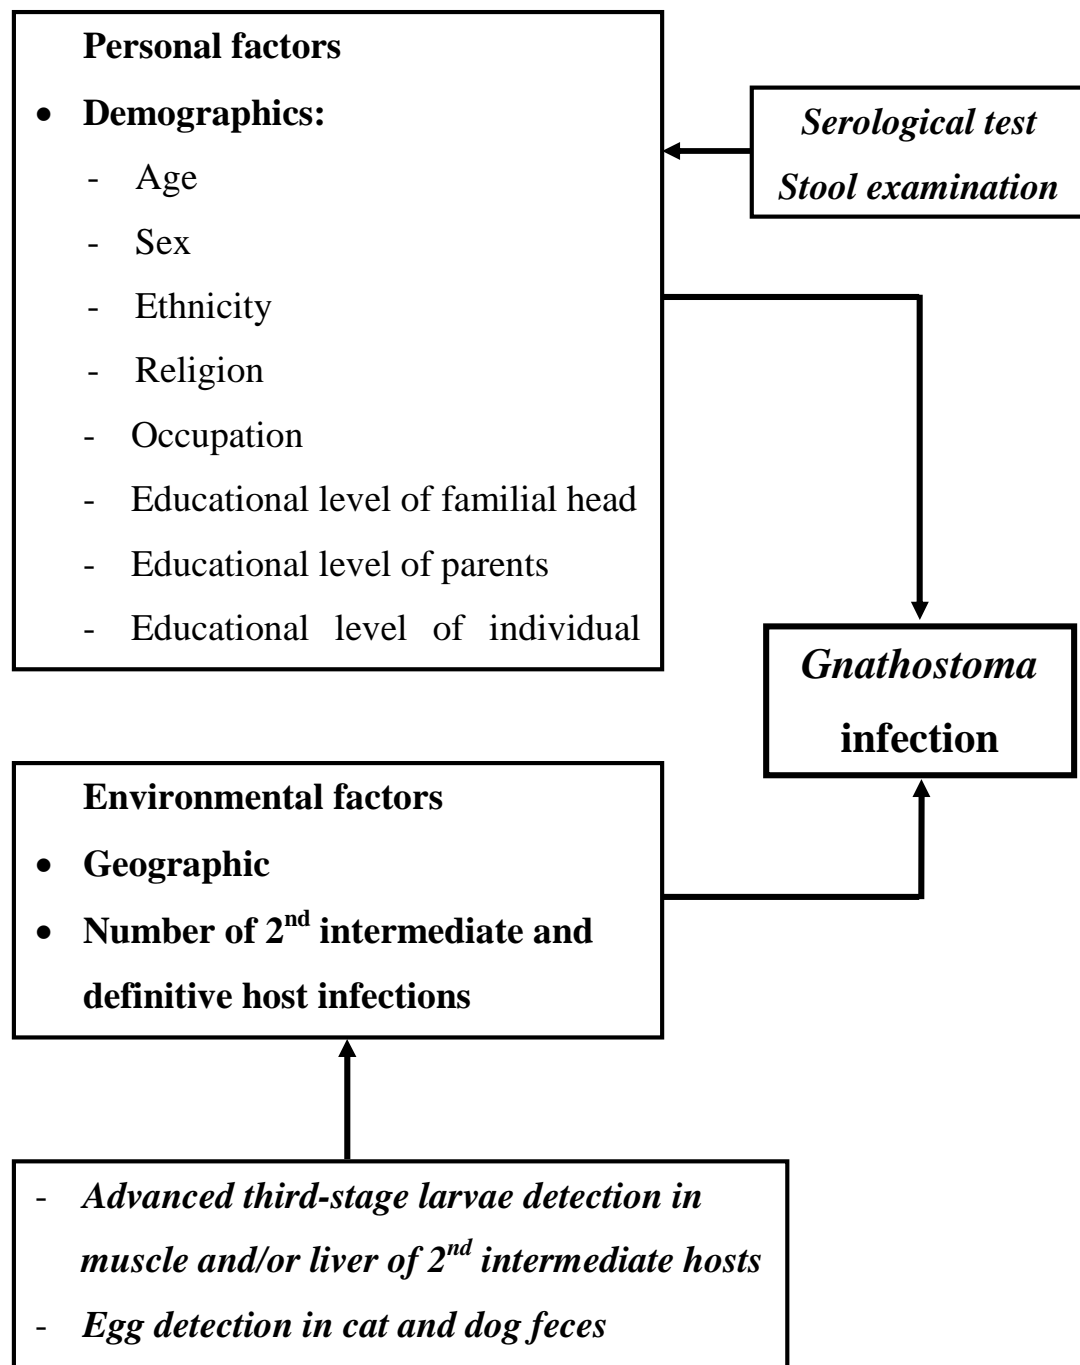 Personal factors
• Demographics:
- Age
- Sex
- Ethnicity
- Religion
- Occupation
- Educational level of familial head
- Educational level of parents
- Educational level of individual
Serological test
Stool examination
Gnathostoma
infection
Environmental factors
• Geographic
• Number of 2nd intermediate and
definitive host infections
- Advanced third-stage larvae detection in
muscle and/or liver of 2nd intermediate hosts
- Egg detection in cat and dog feces